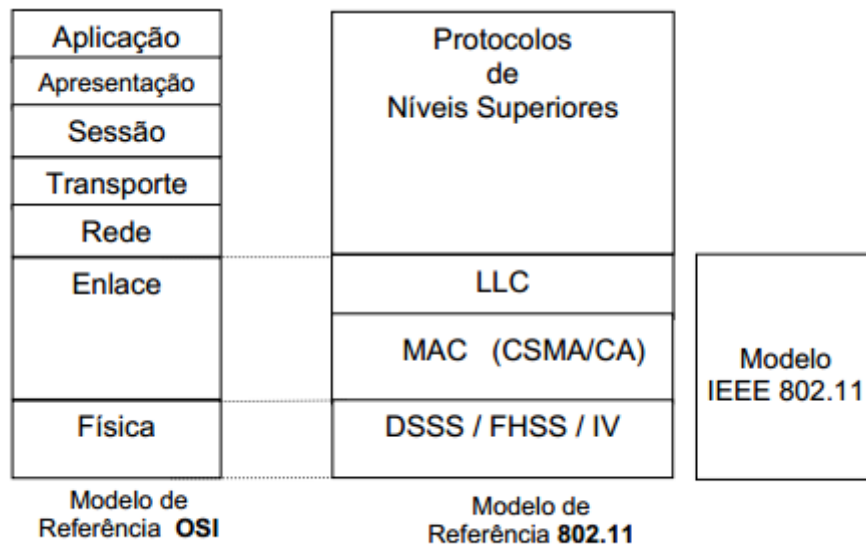 Aplicação
Apresentação
Sessão
Transporte
Rede
Enlace
Física
Modelo de
Referência OSI
Protocolos
de
Níveis Superiores
LLC
MAC (CSMA/CA)
DSSS / FHSS / IV
Modelo de
Referência 802.11
Modelo
IEEE 802.11